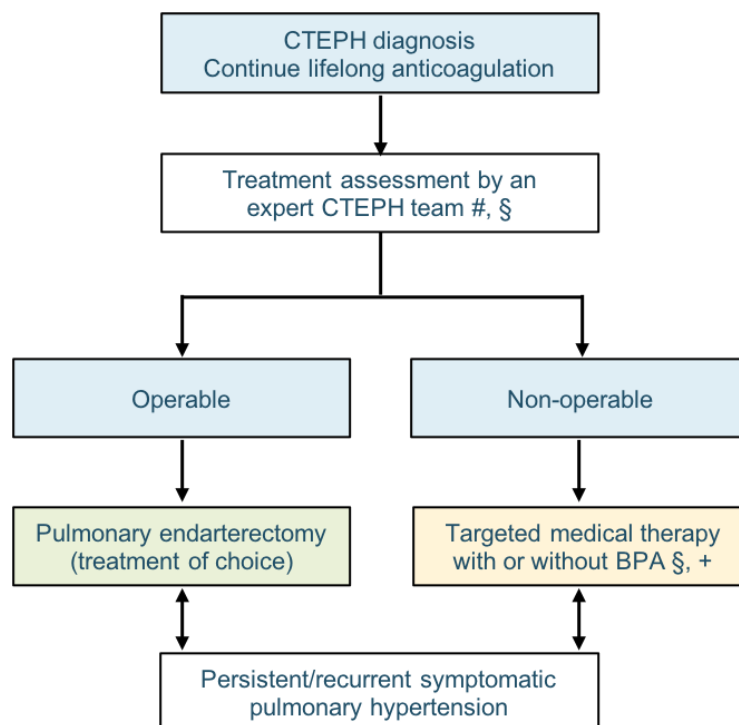 CTEPH diagnosis
Continue lifelong anticoagulation
Treatment assessment by an
expert CTEPH team #, §
Operable
Non-operable
Pulmonary endarterectomy
(treatment of choice)
Targeted medical therapy
with or without BPA §, +
Persistent/recurrent symptomatic
pulmonary hypertension